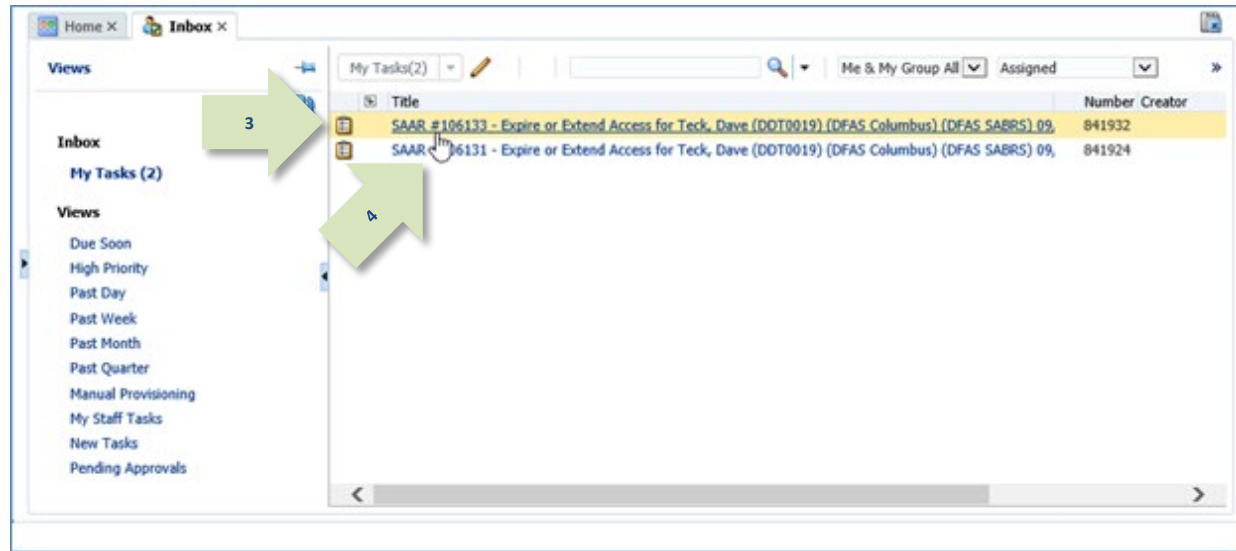 Home ×
Inbox ×
Views
My Tasks(2)
Me & My Group All
Assigned
»
Title
Number
Creator
3
SAAR #106133 - Expire or Extend Access for Teck, Dave (DDT0019) (DFAS Columbus) (DFAS SABRS) 09,
841932
Inbox
SAAR 06131 - Expire or Extend Access for Teck, Dave (DDT0019) (DFAS Columbus) (DFAS SABRS) 09,
841924
My Tasks (2)
4
Views
Due Soon
High Priority
Past Day
Past Week
Past Month
Past Quarter
Manual Provisioning
My Staff Tasks
New Tasks
Pending Approvals